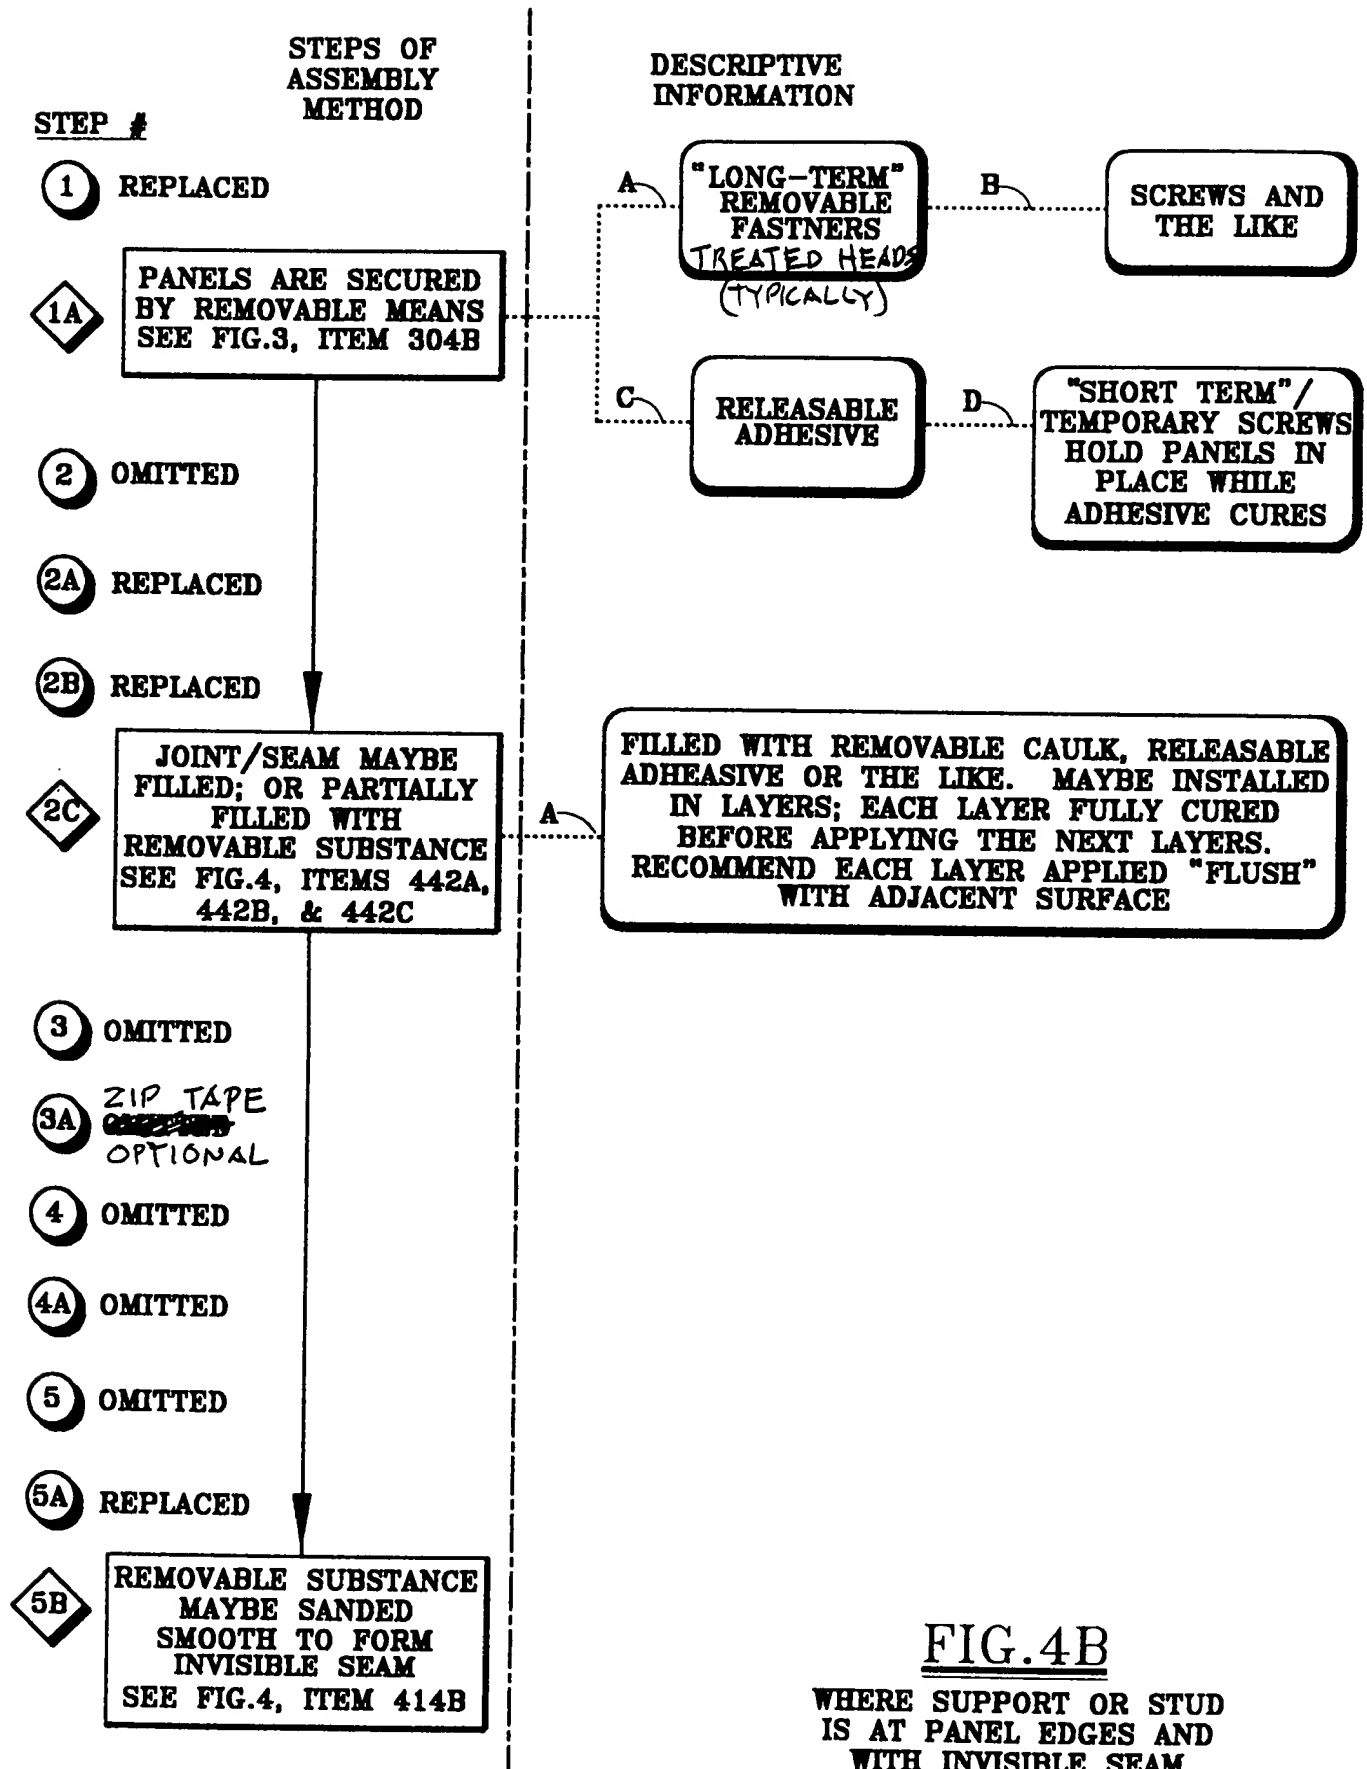 STEPS OF
ASSEMBLY
METHOD
DESCRIPTIVE
INFORMATION
STEP #
1 REPLACED
1A
PANELS ARE SECURED
BY REMOVABLE MEANS
SEE FIG.3, ITEM 304B
A
"LONG-TERM"
REMOVABLE
FASTNERS
TREATED HEADS
(TYPICALLY)
B
SCREWS AND
THE LIKE
C
RELEASABLE
ADHESIVE
D
"SHORT TERM"/
TEMPORARY SCREWS
HOLD PANELS IN
PLACE WHILE
ADHESIVE CURES
2 OMITTED
2A REPLACED
2B REPLACED
2C
JOINT/SEAM MAYBE
FILLED; OR PARTIALLY
FILLED WITH
REMOVABLE SUBSTANCE
SEE FIG.4, ITEMS 442A,
442B, & 442C
A
FILLED WITH REMOVABLE CAULK, RELEASABLE
ADHEASIVE OR THE LIKE. MAYBE INSTALLED
IN LAYERS; EACH LAYER FULLY CURED
BEFORE APPLYING THE NEXT LAYERS.
RECOMMEND EACH LAYER APPLIED "FLUSH"
WITH ADJACENT SURFACE
3 OMITTED
3A ZIP TAPE
OPTIONAL
4 OMITTED
4A OMITTED
5 OMITTED
5A REPLACED
5B
REMOVABLE SUBSTANCE
MAYBE SANDED
SMOOTH TO FORM
INVISIBLE SEAM
SEE FIG.4, ITEM 414B
FIG.4B
WHERE SUPPORT OR STUD
IS AT PANEL EDGES AND
WITH INVISIBLE SEAM